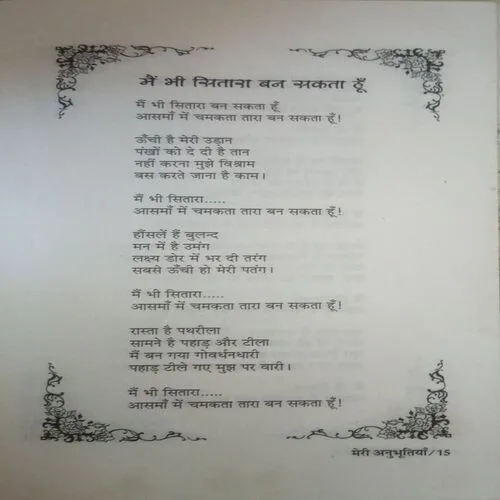 मैं भी सितारा बन सकता हूँ
मैं भी सितारा बन सकता हूँ
आसमाँ में चमकता तारा बन सकता हूँ!
ऊँची है मेरी उड़ान
पंखों को दे दी है तान
नहीं करना मुझे विश्राम
बस करते जाना है काम।
मैं भी सितारा.....
आसमाँ में चमकता तारा बन सकता हूँ!
हौंसलें हैं बुलन्द
मन में है उमंग
लक्ष्य डोर में भर दी तरंग
सबसे ऊँची हो मेरी पतंग।
मैं भी सितारा.....
आसमाँ में चमकता तारा बन सकता हूँ!
रास्ता है पथरीला
सामने है पहाड़ और टीला
मैं बन गया गोवर्धनधारी
पहाड़ टीले गए मुझ पर वारी।
मैं भी सितारा.....
आसमाँ में चमकता तारा बन सकता हूँ!
मेरी अनुभूतियाँ/15